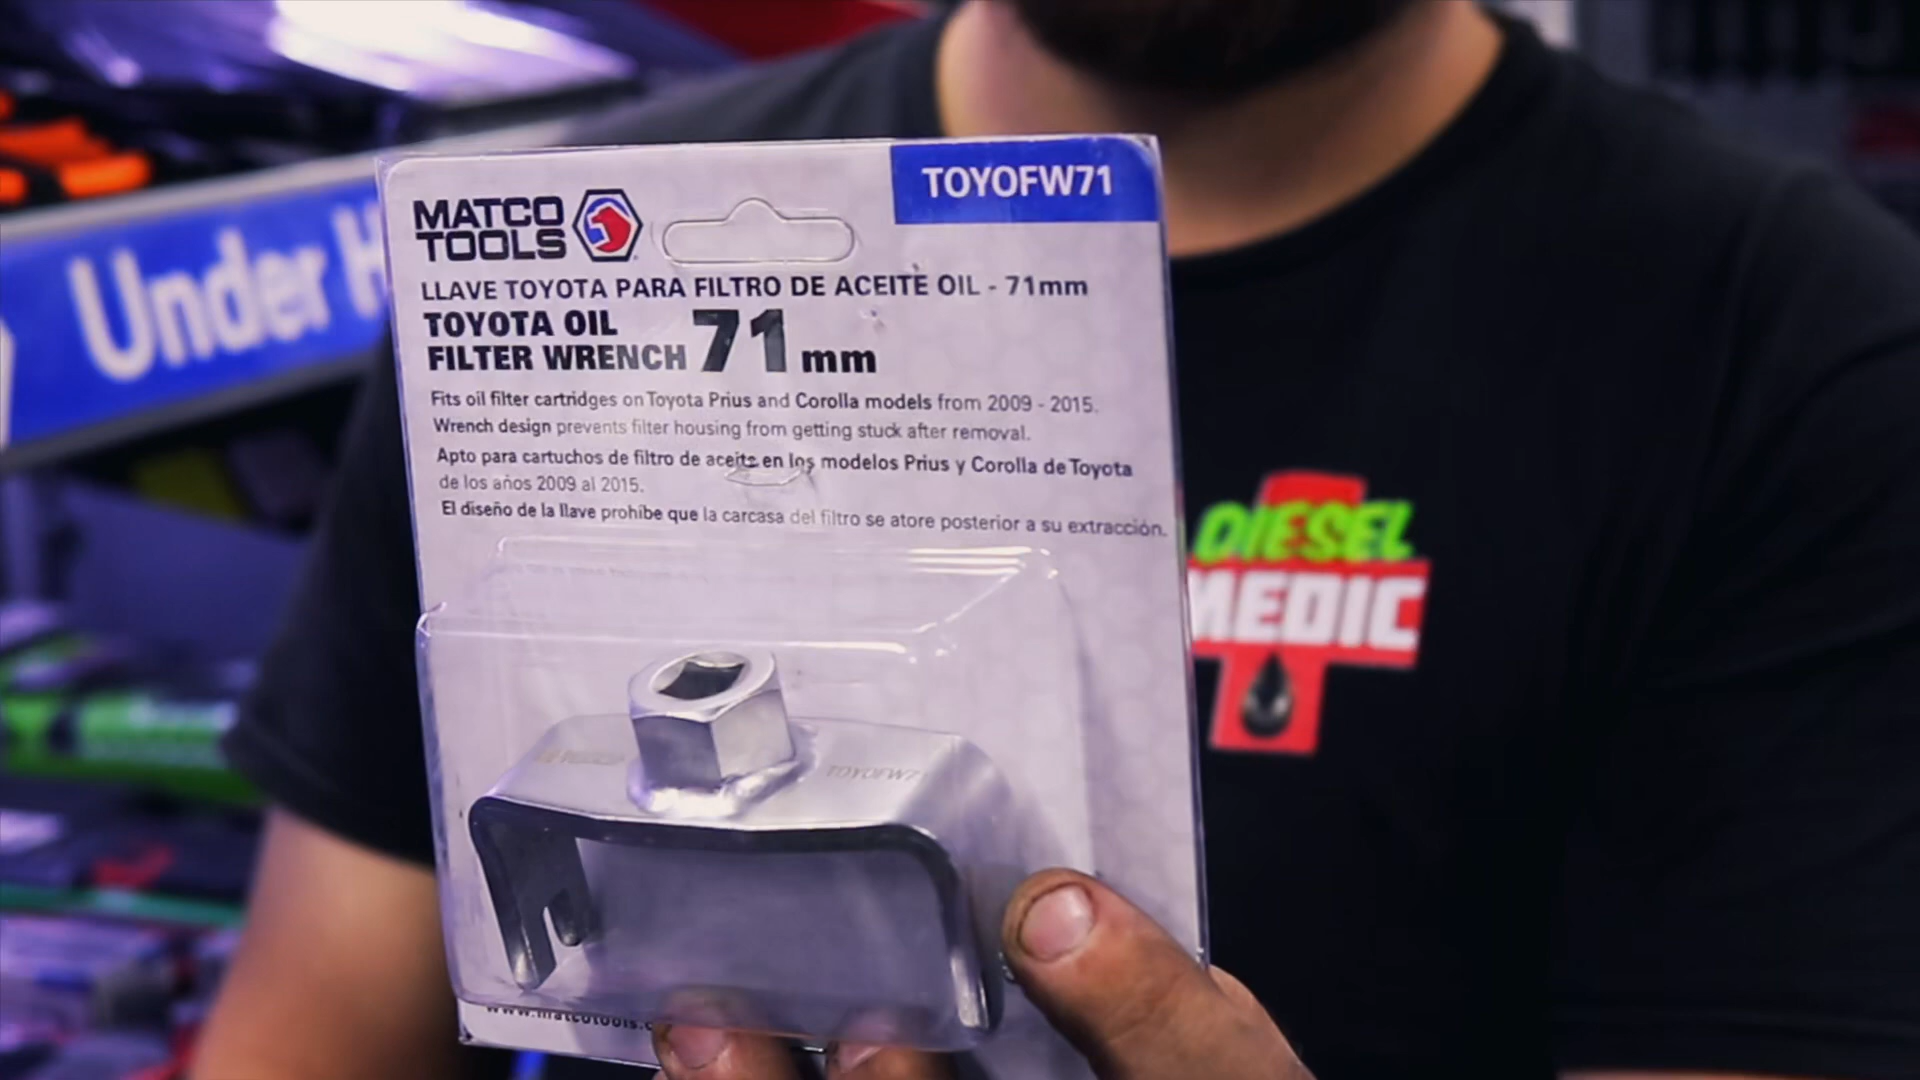 MATCO
TOOLS
TOYOFW71
LLAVE TOYOTA PARA FILTRO DE ACEITE OIL - 71mm
TOYOTA OIL
FILTER WRENCH 71 mm
Fits oil filter cartridges on Toyota Prius and Corolla models from 2009 - 2015.
Wrench design prevents filter housing from getting stuck after removal.
Apto para cartuchos de filtro de aceite en los modelos Prius y Corolla de Toyota
de los años 2009 al 2015.
El diseño de la llave prohíbe que la carcasa del filtro se atore posterior a su extracción.
TOYOFW71
www.matcotools.c
Under H
DIESEL
MEDIC